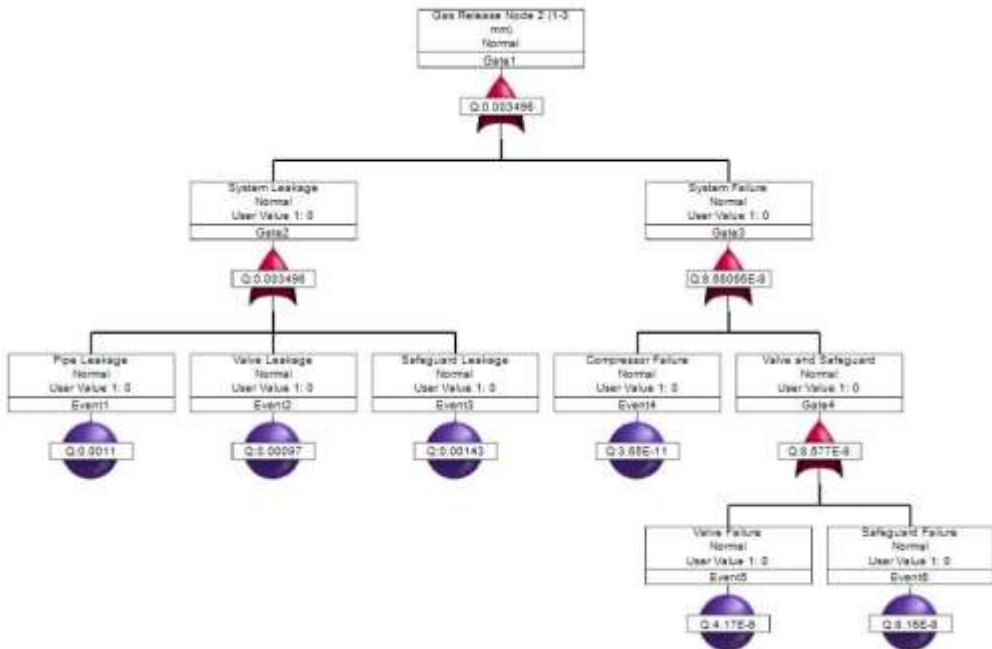 Gas Release Node 2 (1-3
mm)
Normal
Gate1
Q:0.003496
System Leakage
Normal
User Value 1: 0
Gate2
Q:0.003496
System Failure
Normal
User Value 1: 0
Gate3
Pipe Leakage
Normal
User Value 1: 0
Event1
Q:0.0011
Valve Leakage
Normal
User Value 1: 0
Event2
Q:0.00097
Safeguard Leakage
Normal
User Value 1: 0
Event3
Q:0.00143
Compressor Failure
Normal
User Value 1: 0
Event4
Q:3.65E-11
Valve and Safeguard
Normal
User Value 1: 0
Gate4
Valve Failure
Normal
User Value 1: 0
Event5
Safeguard Failure
Normal
User Value 1: 0
Event6